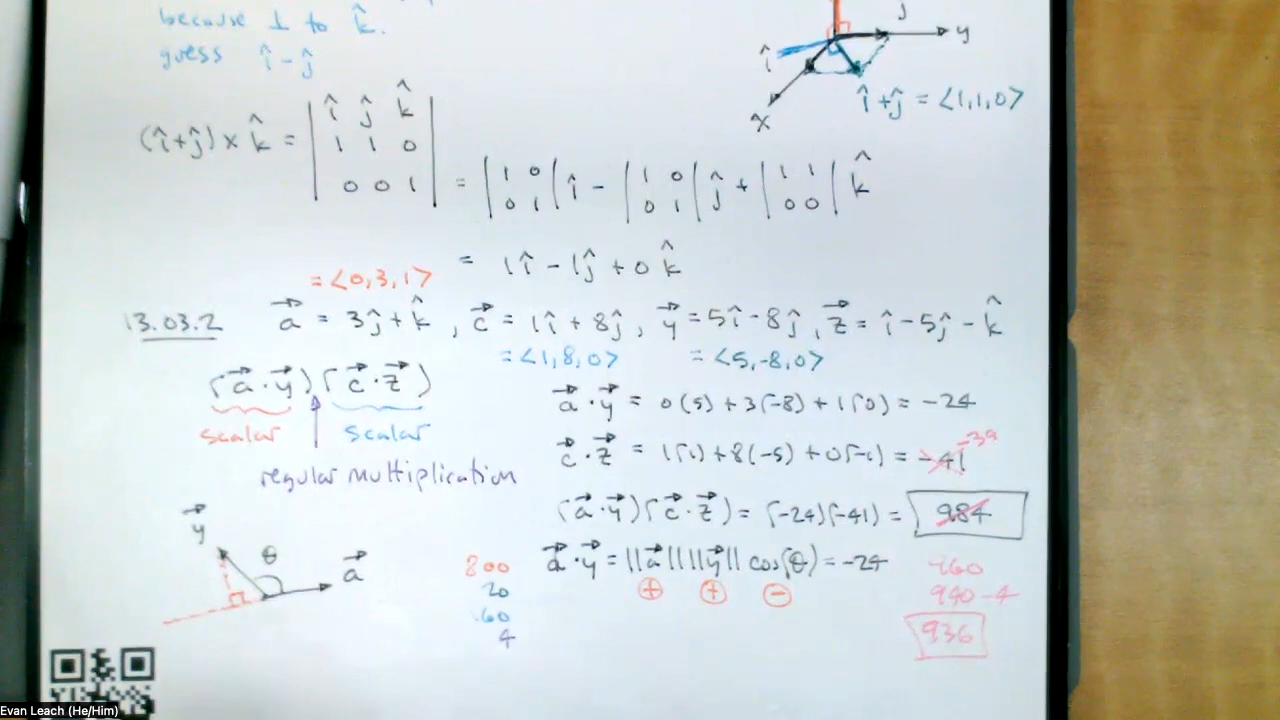 because ⊥ to k̂.
guess î - ĵ
ĵ
y
î
x
î + ĵ = <1,1,0>
(î+ĵ) × k̂ = | î ĵ k̂ |
| 1 1 0 |
| 0 0 1 |
= |1 0| î - |1 0| ĵ + |1 1| k̂
|0 1| |0 1| |0 0|
= 1î - 1ĵ + 0k̂
= <0,3,1>
13.03.2 a⃗ = 3ĵ + k̂, c⃗ = 1î + 8ĵ, y⃗ = 5î - 8ĵ, z⃗ = î - 5ĵ - k̂
= <1,8,0> = <5,-8,0>
(a⃗·y⃗)(c⃗·z⃗)
scalar scalar
regular multiplication
a⃗·y⃗ = 0(5) + 3(-8) + 1(0) = -24
c⃗·z⃗ = 1(1) + 8(-5) + 0(-1) = -41 -39
(a⃗·y⃗)(c⃗·z⃗) = (-24)(-41) = 984
y⃗ θ a⃗
800
20
160
4
a⃗·y⃗ = ||a⃗|| ||y⃗|| cos(θ) = -24
+ + -
960
940 - 4
936
Evan Leach (He/Him)